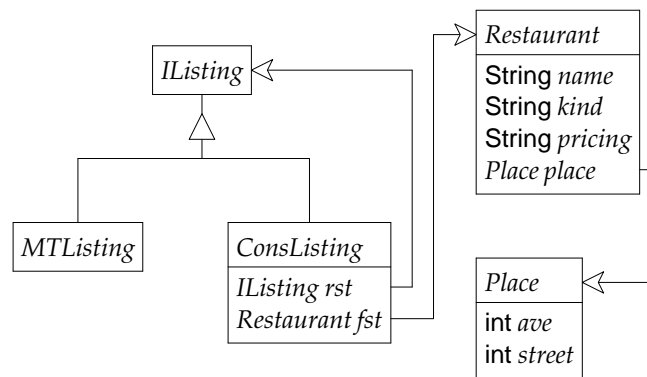 IListing
MTListing
ConsListing
IListing rst
Restaurant fst
Restaurant
String name
String kind
String pricing
Place place
Place
int ave
int street